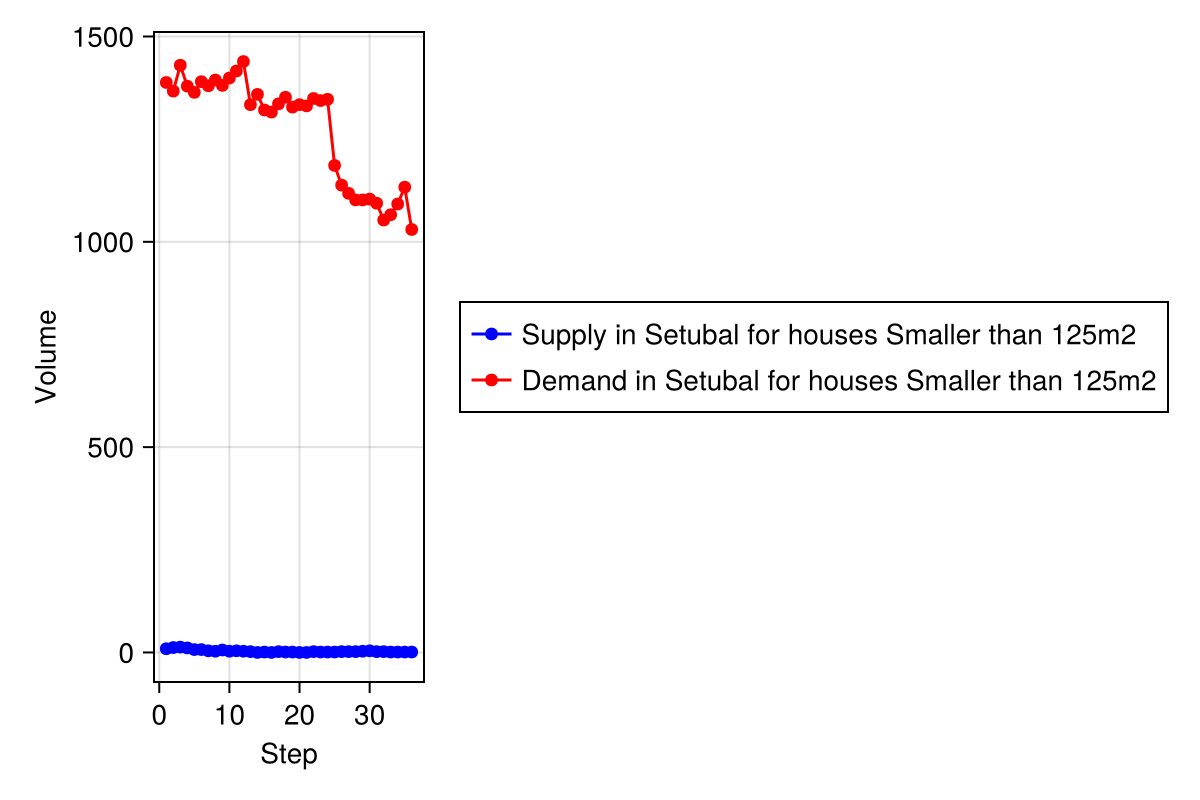 1500
1000
500
0
Volume
0 10 20 30
Step
Supply in Setubal for houses Smaller than 125m2
Demand in Setubal for houses Smaller than 125m2